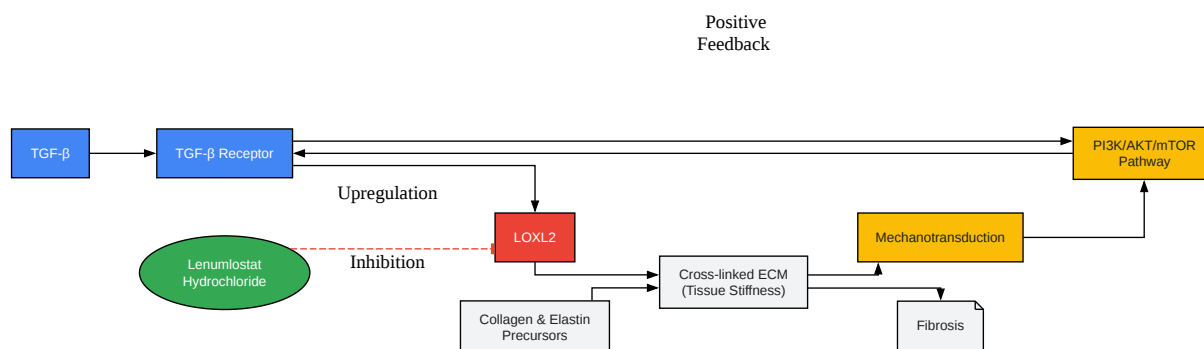 Positive
Feedback
TGF-β
TGF-β Receptor
PI3K/AKT/mTOR
Pathway
Upregulation
LOXL2
Mechanotransduction
Lenumlostat
Hydrochloride
Inhibition
Cross-linked ECM
(Tissue Stiffness)
Collagen & Elastin
Precursors
Fibrosis